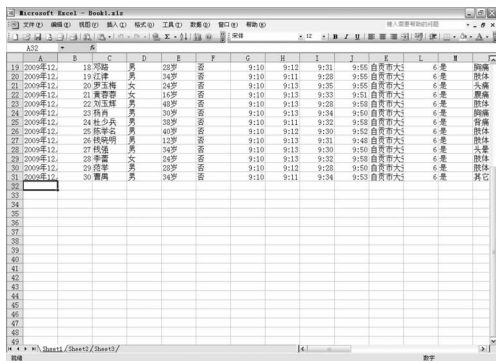 Microsoft Excel - Book1.xls
文件(F) 编辑(E) 视图(V) 插入(I) 格式(O) 工具(T) 数据(D) 窗口(W) 帮助(H) 键入需要帮助的问题
宋体 12 B I U
A32 fx
A B C D E F G H I J K L M
19 2009年12, 18 邓路 男 28岁 否 9:10 9:12 9:31 9:55 自贡市大 6 是 胸痛
20 2009年12, 19 江律 男 34岁 否 9:10 9:11 9:28 9:55 自贡市大 6 是 肢体
21 2009年12, 20 罗玉梅 女 24岁 否 9:10 9:13 9:35 9:55 自贡市大 6 是 头痛
22 2009年12, 21 黄蓉蓉 女 16岁 否 9:10 9:13 9:33 9:51 自贡市大 6 是 腹痛
23 2009年12, 22 刘玉辉 男 48岁 否 9:10 9:13 9:28 9:58 自贡市大 6 是 肢体
24 2009年12, 23 杨肖 男 30岁 否 9:10 9:13 9:34 9:50 自贡市大 6 是 胸痛
25 2009年12, 24 杜少兵 男 38岁 否 9:10 9:11 9:32 9:58 自贡市大 6 是 背痛
26 2009年12, 25 陈举名 男 40岁 否 9:10 9:12 9:30 9:52 自贡市大 6 是 肢体
27 2009年12, 26 钱晓明 男 12岁 否 9:10 9:11 9:31 9:48 自贡市大 6 是 肢体
28 2009年12, 27 钱强 男 34岁 否 9:10 9:13 9:30 9:50 自贡市大 6 是 头晕
29 2009年12, 28 李蕾 女 24岁 否 9:10 9:13 9:32 9:58 自贡市大 6 是 肢体
30 2009年12, 29 范举 男 28岁 否 9:10 9:12 9:28 9:50 自贡市大 6 是 肢体
31 2009年12, 30 曹禺 男 34岁 否 9:10 9:11 9:34 9:53 自贡市大 6 是 其它
32
33
34
35
36
37
38
39
40
41
42
43
44
45
46
47
48
49
Sheet1 / Sheet2 / Sheet3
就绪 数字